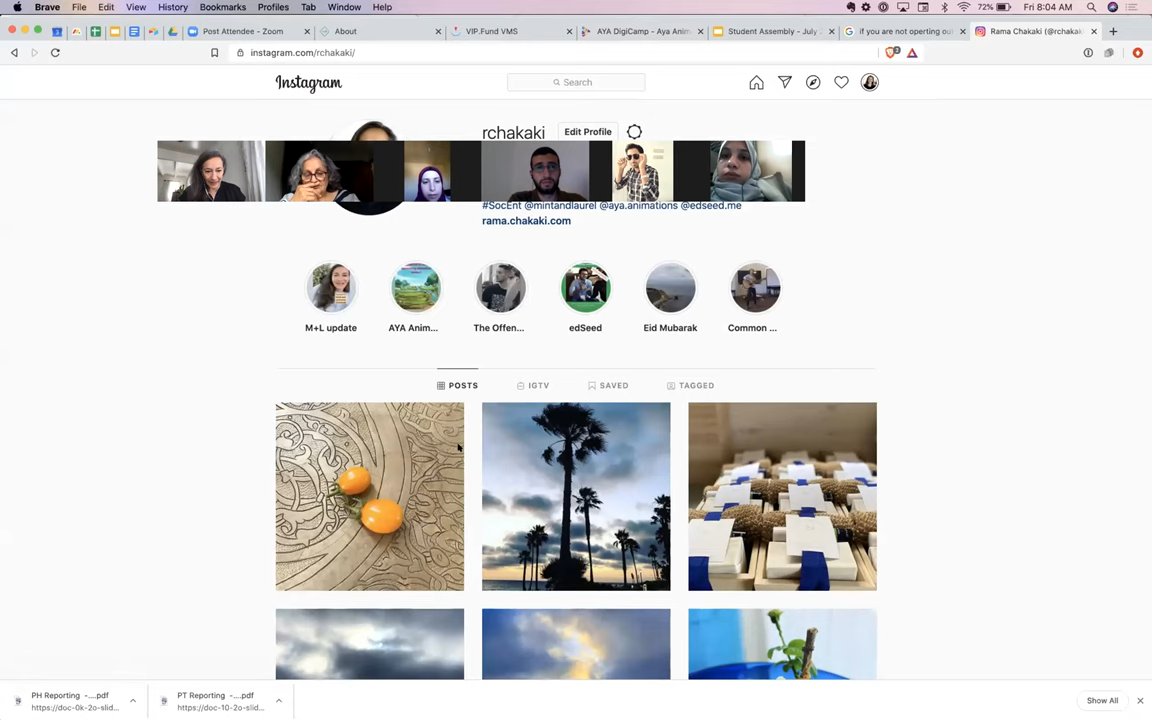 Brave File Edit View History Bookmarks Profiles Tab Window Help 72% Fri 8:04 AM
Post Attendee - Zoom × About × VIP.Fund VMS × AYA DigiCamp - Aya Anim × Student Assembly - July × if you are not operting out × Rama Chakaki (@rchakaki × +
instagram.com/rchakaki/ 2
Instagram Search
rchakaki Edit Profile
#SocEnt @mintandlaurel @aya.animations @edseed.me
rama.chakaki.com
M+L update AYA Anim... The Offen... edSeed Eid Mubarak Common ...
POSTS IGTV SAVED TAGGED
PH Reporting -....pdf PT Reporting -....pdf Show All ×
https://doc-0k-2o-slid... https://doc-10-2o-slid...